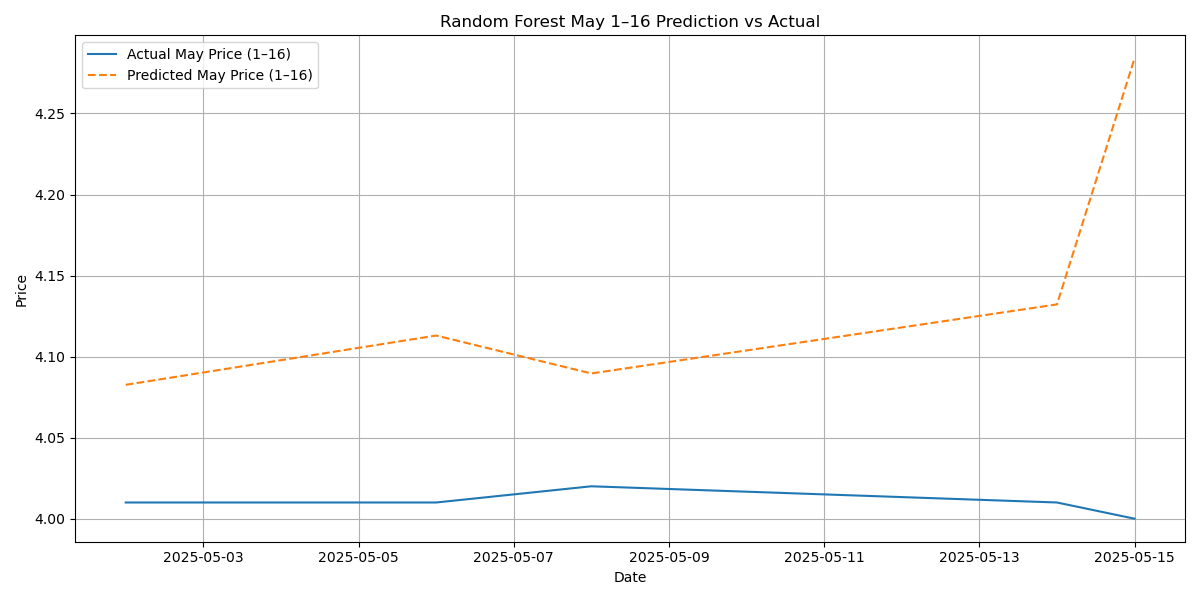 Random Forest May 1–16 Prediction vs Actual
Actual May Price (1–16)
Predicted May Price (1–16)
Price
4.25
4.20
4.15
4.10
4.05
4.00
2025-05-03 2025-05-05 2025-05-07 2025-05-09 2025-05-11 2025-05-13 2025-05-15
Date